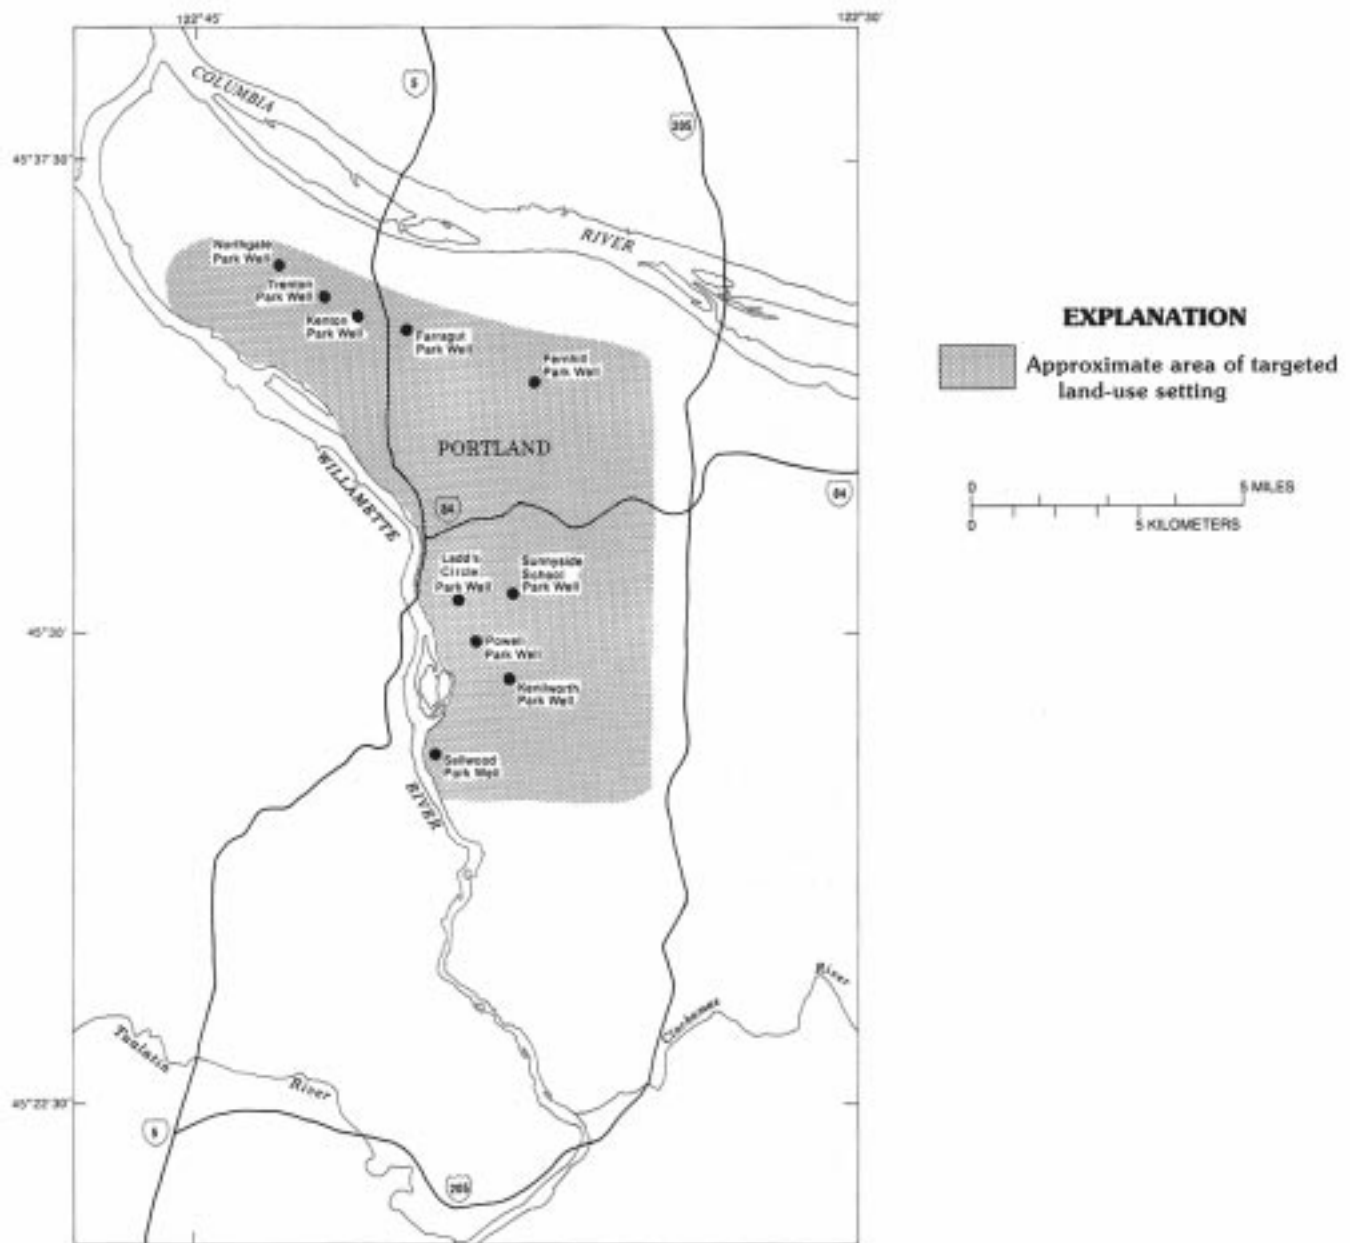 122°45'
122°30'
COLUMBIA
5
205
45°37'30"
RIVER
Northgate
Park Well
Trenton
Park Well
Kenton
Park Well
Farragut
Park Well
Fernhill
Park Well
EXPLANATION
Approximate area of targeted
land-use setting
PORTLAND
WILLAMETTE
84
84
0
5 MILES
0
5 KILOMETERS
Ladd's
Circle
Park Well
Sunnyside
School
Park Well
45°30'
Powell
Park Well
Kenilworth
Park Well
Sellwood
Park Well
RIVER
River
Clackamas
Tualatin
River
45°22'30"
5
205